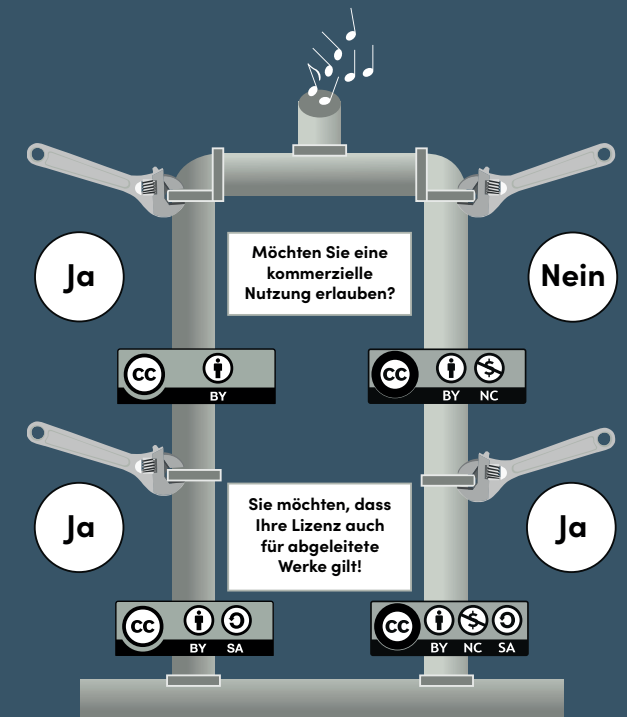 Möchten Sie eine
kommerzielle
Nutzung erlauben?
Ja
Nein
cc
BY
cc
$
BY NC
Sie möchten, dass
Ihre Lizenz auch
für abgeleitete
Werke gilt!
Ja
Ja
cc
BY SA
cc
$
BY NC SA